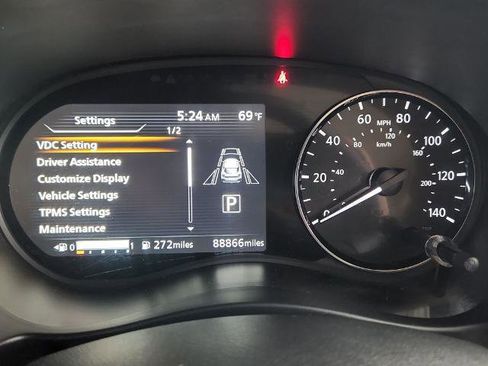 Settings
5:24 AM 69°F
1/2
VDC Setting
Driver Assistance
Customize Display
Vehicle Settings
TPMS Settings
Maintenance
P
0 1 272miles 88866miles
0 20 40 60 80 100 120 140
MPH
km/h
40 80 120 160 200